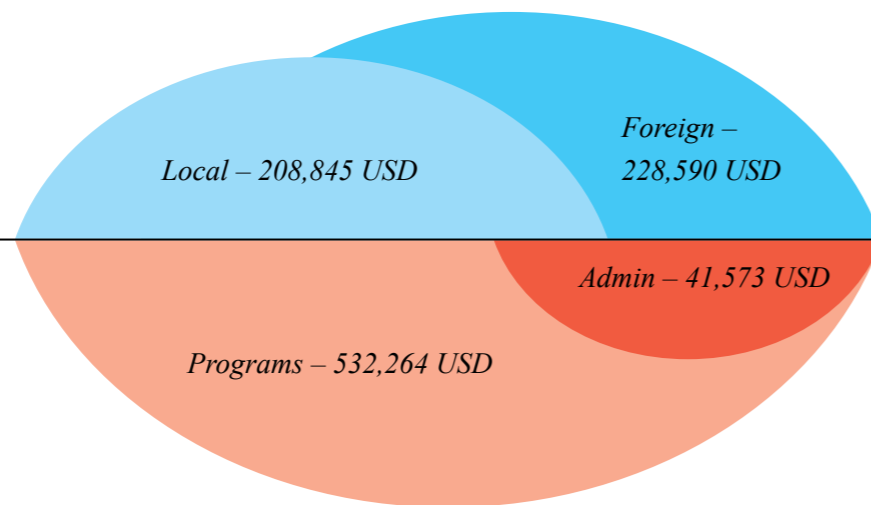 Foreign –
228,590 USD
Local – 208,845 USD
Admin – 41,573 USD
Programs – 532,264 USD